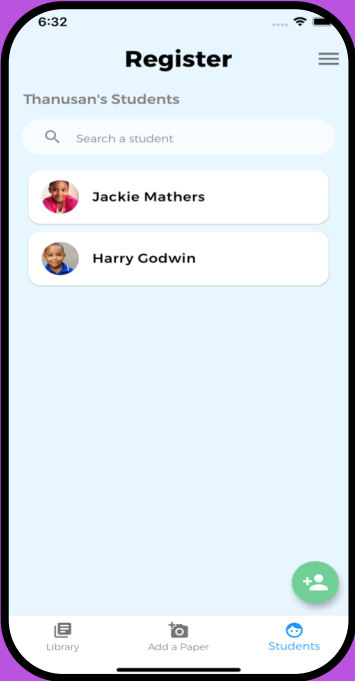 6:32
Register
Thanusan's Students
Search a student
Jackie Mathers
Harry Godwin
Library
Add a Paper
Students